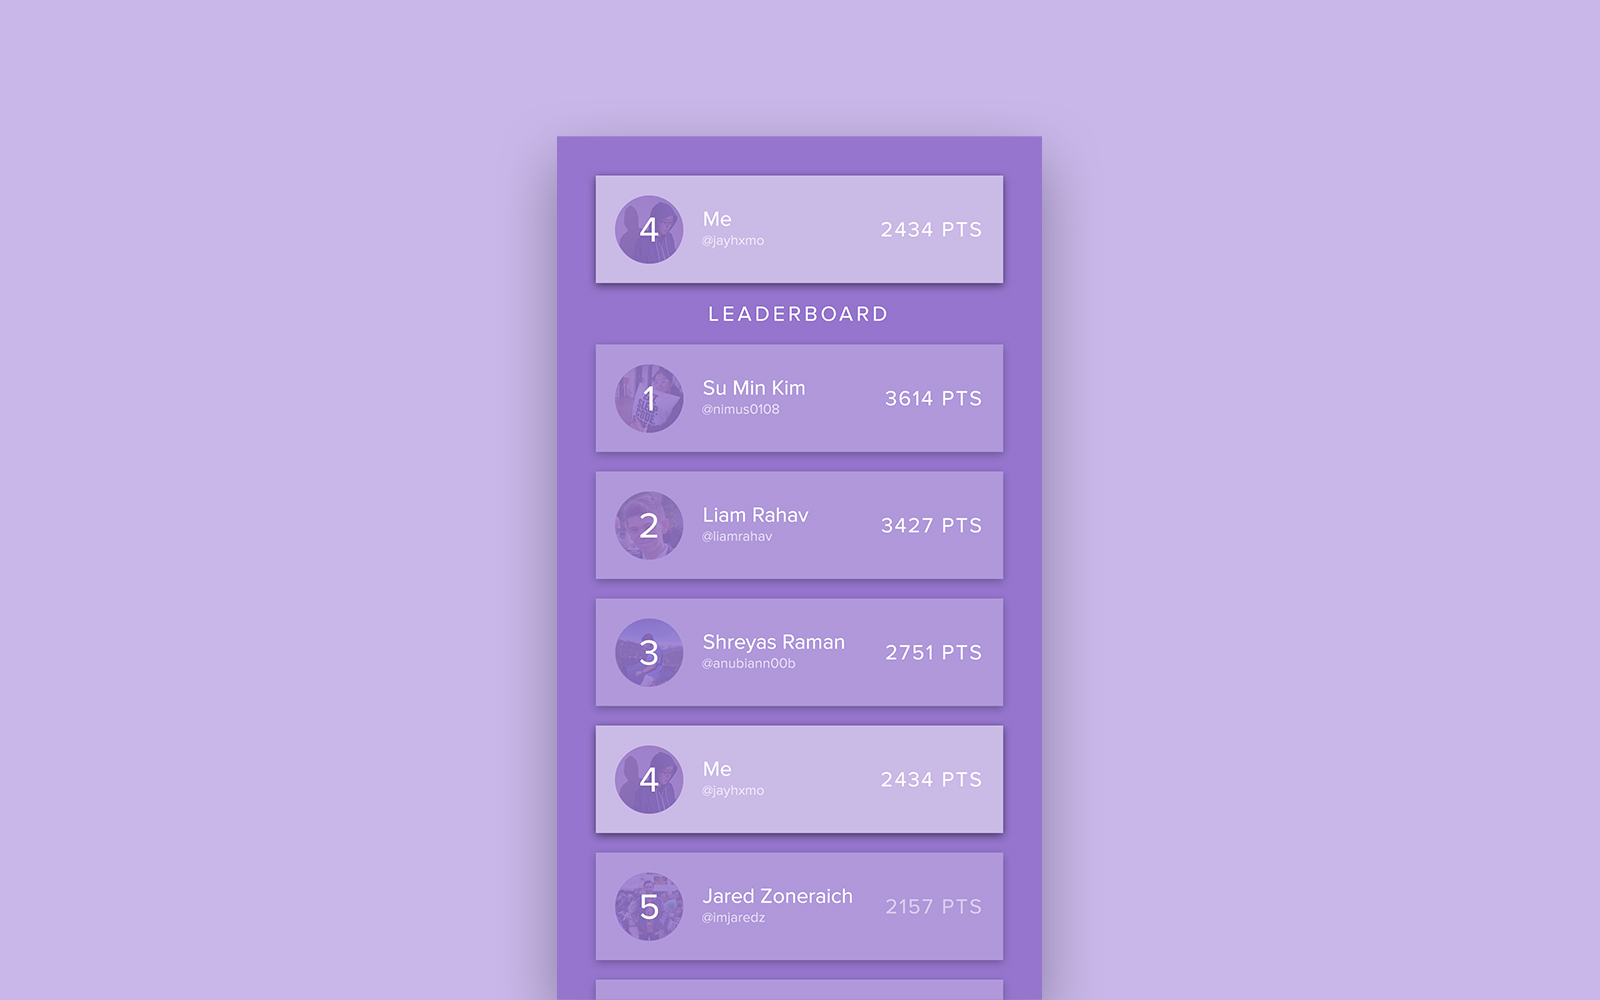 4
Me
@jayhxmo
2434 PTS
LEADERBOARD
1
Su Min Kim
@nimus0108
3614 PTS
2
Liam Rahav
@liamrahav
3427 PTS
3
Shreyas Raman
@anubiann00b
2751 PTS
4
Me
@jayhxmo
2434 PTS
5
Jared Zoneraich
@imjaredz
2157 PTS